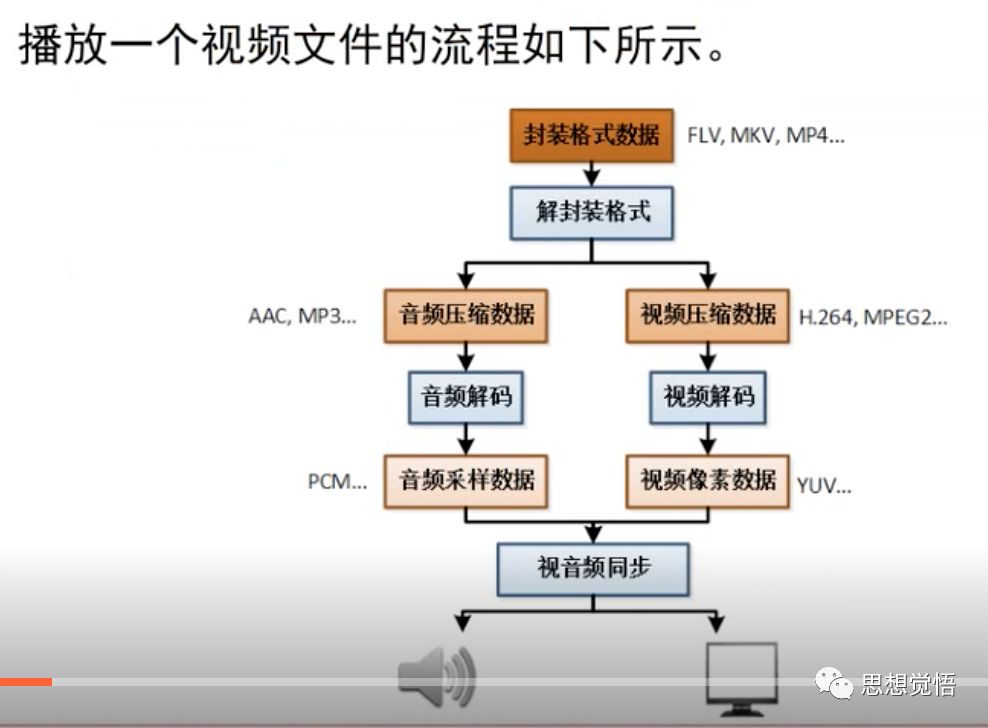 播放一个视频文件的流程如下所示。
封装格式数据 FLV, MKV, MP4...
解封装格式
AAC, MP3... 音频压缩数据 视频压缩数据 H.264, MPEG2...
音频解码 视频解码
PCM... 音频采样数据 视频像素数据 YUV...
视音频同步
思想觉悟